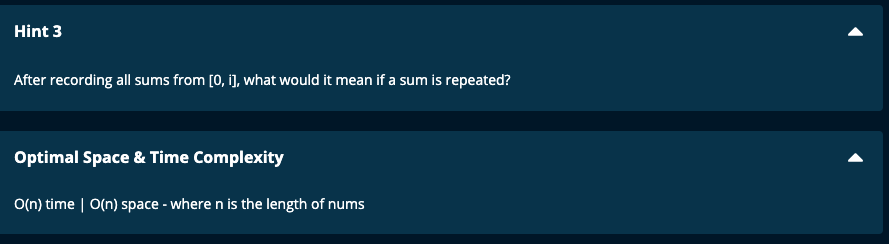 Hint 3
After recording all sums from [0, i], what would it mean if a sum is repeated?
Optimal Space & Time Complexity
O(n) time | O(n) space - where n is the length of nums